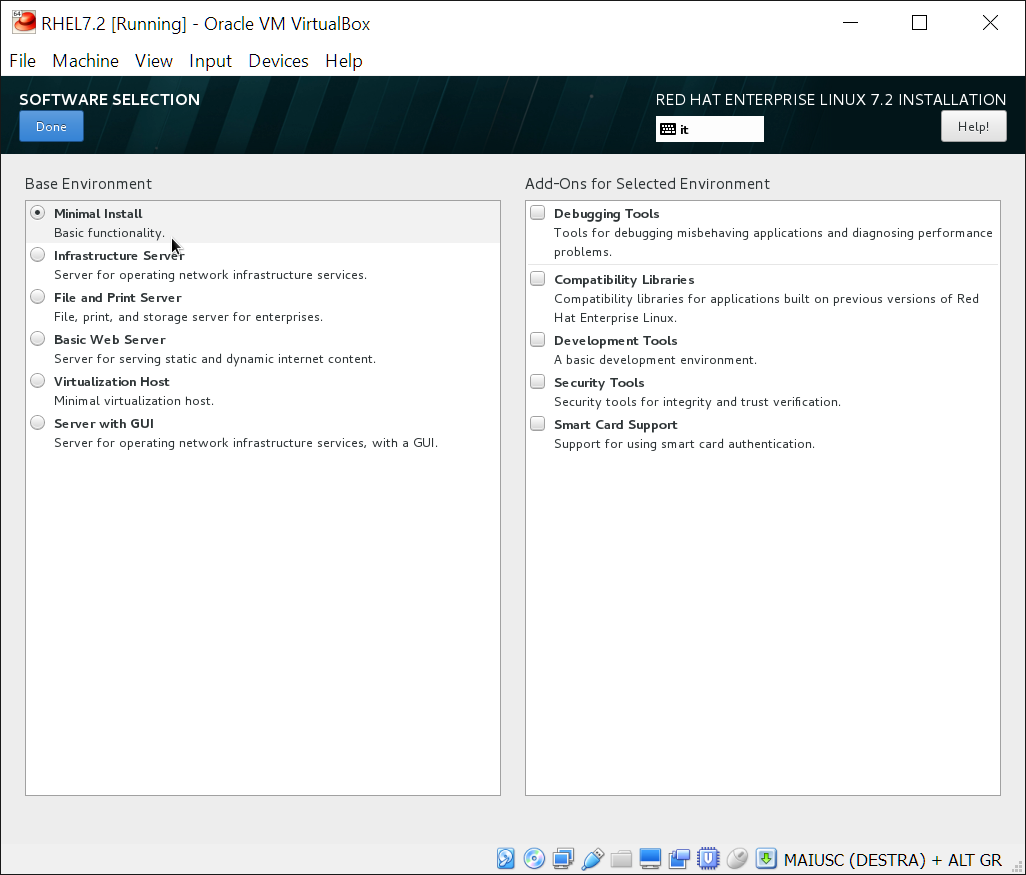 RHEL7.2 [Running] - Oracle VM VirtualBox
File Machine View Input Devices Help
SOFTWARE SELECTION
Done
RED HAT ENTERPRISE LINUX 7.2 INSTALLATION
it
Help!
Base Environment
Minimal Install
Basic functionality.
Infrastructure Server
Server for operating network infrastructure services.
File and Print Server
File, print, and storage server for enterprises.
Basic Web Server
Server for serving static and dynamic internet content.
Virtualization Host
Minimal virtualization host.
Server with GUI
Server for operating network infrastructure services, with a GUI.
Add-Ons for Selected Environment
Debugging Tools
Tools for debugging misbehaving applications and diagnosing performance
problems.
Compatibility Libraries
Compatibility libraries for applications built on previous versions of Red
Hat Enterprise Linux.
Development Tools
A basic development environment.
Security Tools
Security tools for integrity and trust verification.
Smart Card Support
Support for using smart card authentication.
MAIUSC (DESTRA) + ALT GR